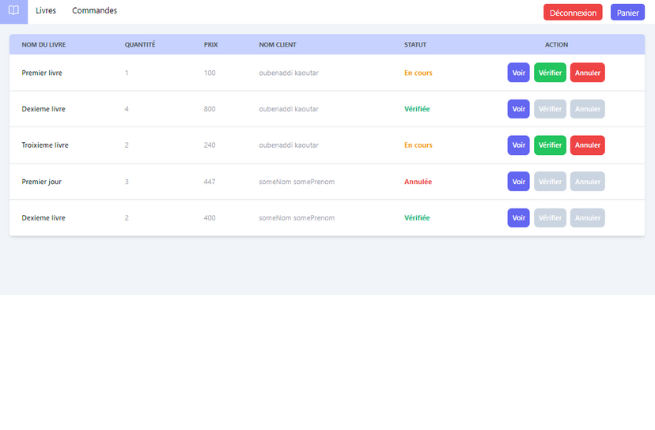 Livres Commandes Déconnexion Panier
NOM DU LIVRE QUANTITÉ PRIX NOM CLIENT STATUT ACTION
Premier livre 1 100 oubenaddi kaoutar En cours Voir Vérifier Annuler
Dexieme livre 4 800 oubenaddi kaoutar Vérifiée Voir Vérifier Annuler
Troixieme livre 2 240 oubenaddi kaoutar En cours Voir Vérifier Annuler
Premier jour 3 447 someNom somePrenom Annulée Voir Vérifier Annuler
Dexieme livre 2 400 someNom somePrenom Vérifiée Voir Vérifier Annuler